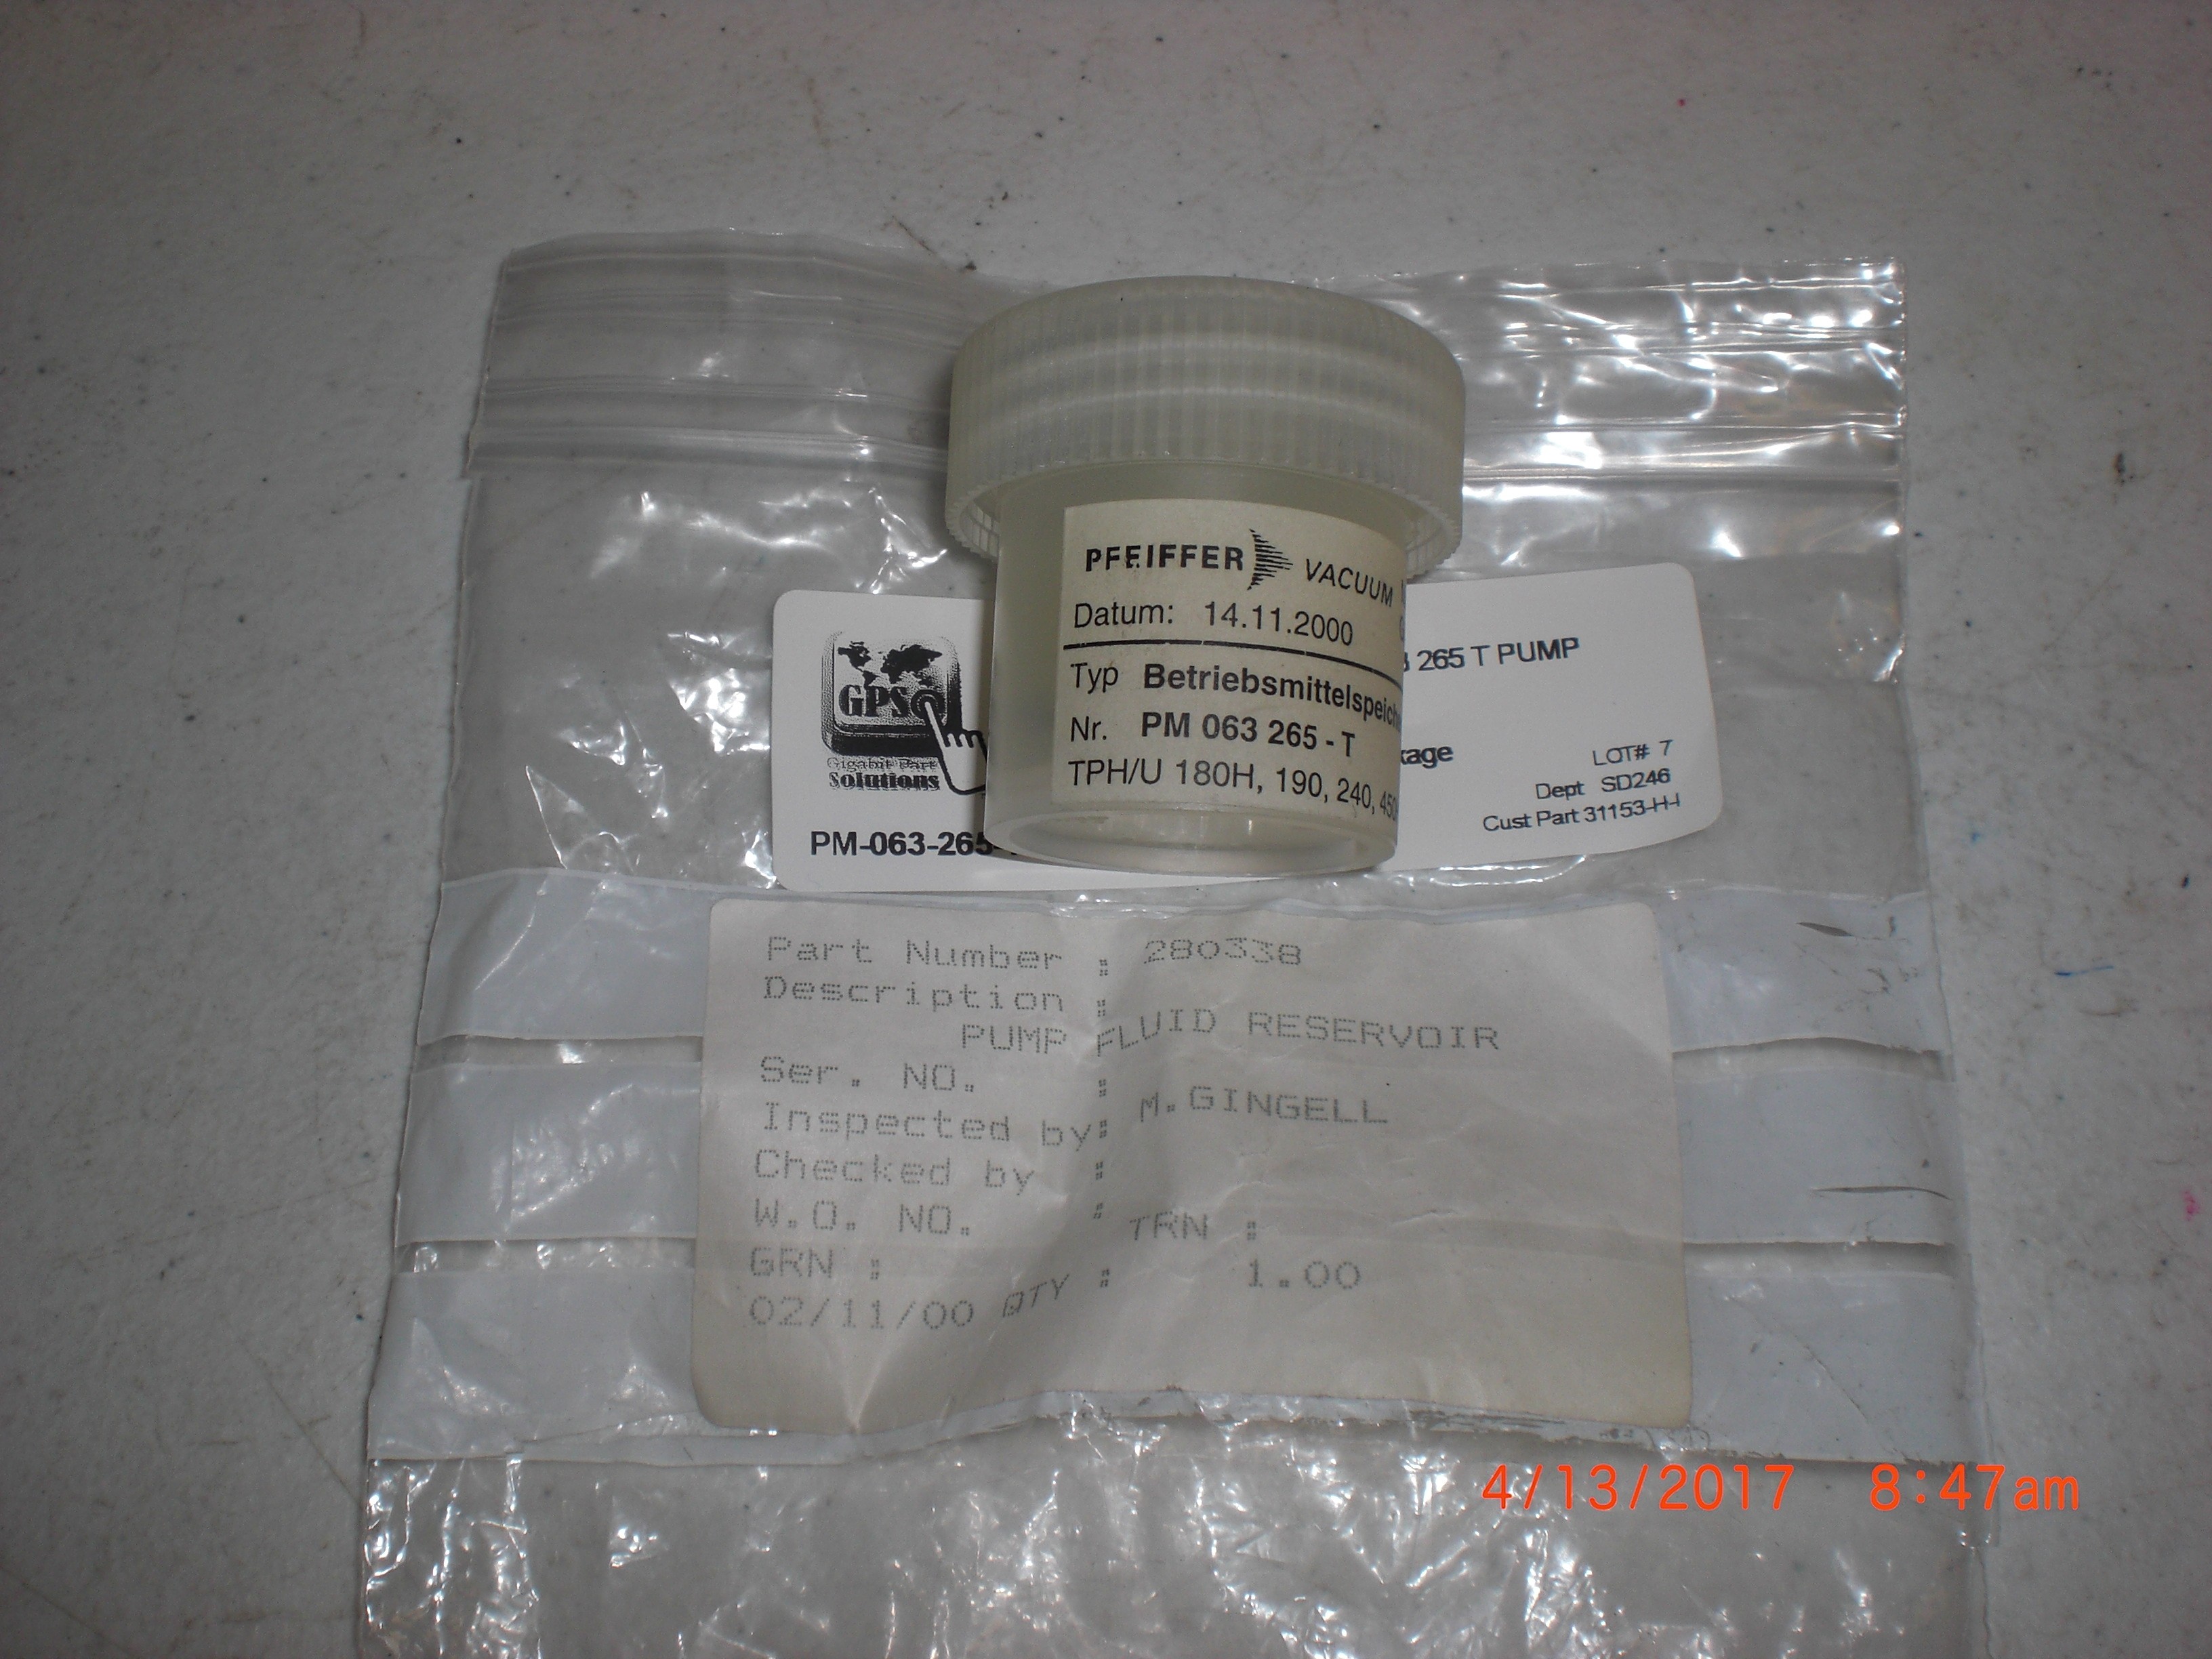 PFEIFFER VACUUM
Datum: 14.11.2000
Typ
Nr. PM 063 265 - T
TPH/U 180H, 190, 240,
GPS
Gigabit Part
Solutions
265 T PUMP
LOT# 7
Dept SD246
Cust Part 31153-H-I
PM-063-265-
Part Number : 280338
Description :
PUMP FLUID RESERVOIR
Ser. NO. :
Inspected by: M.GINGELL
Checked by :
W.O. NO. : TRN :
GRN :
02/11/00 QTY : 1.00
4/13/2017 8:47am